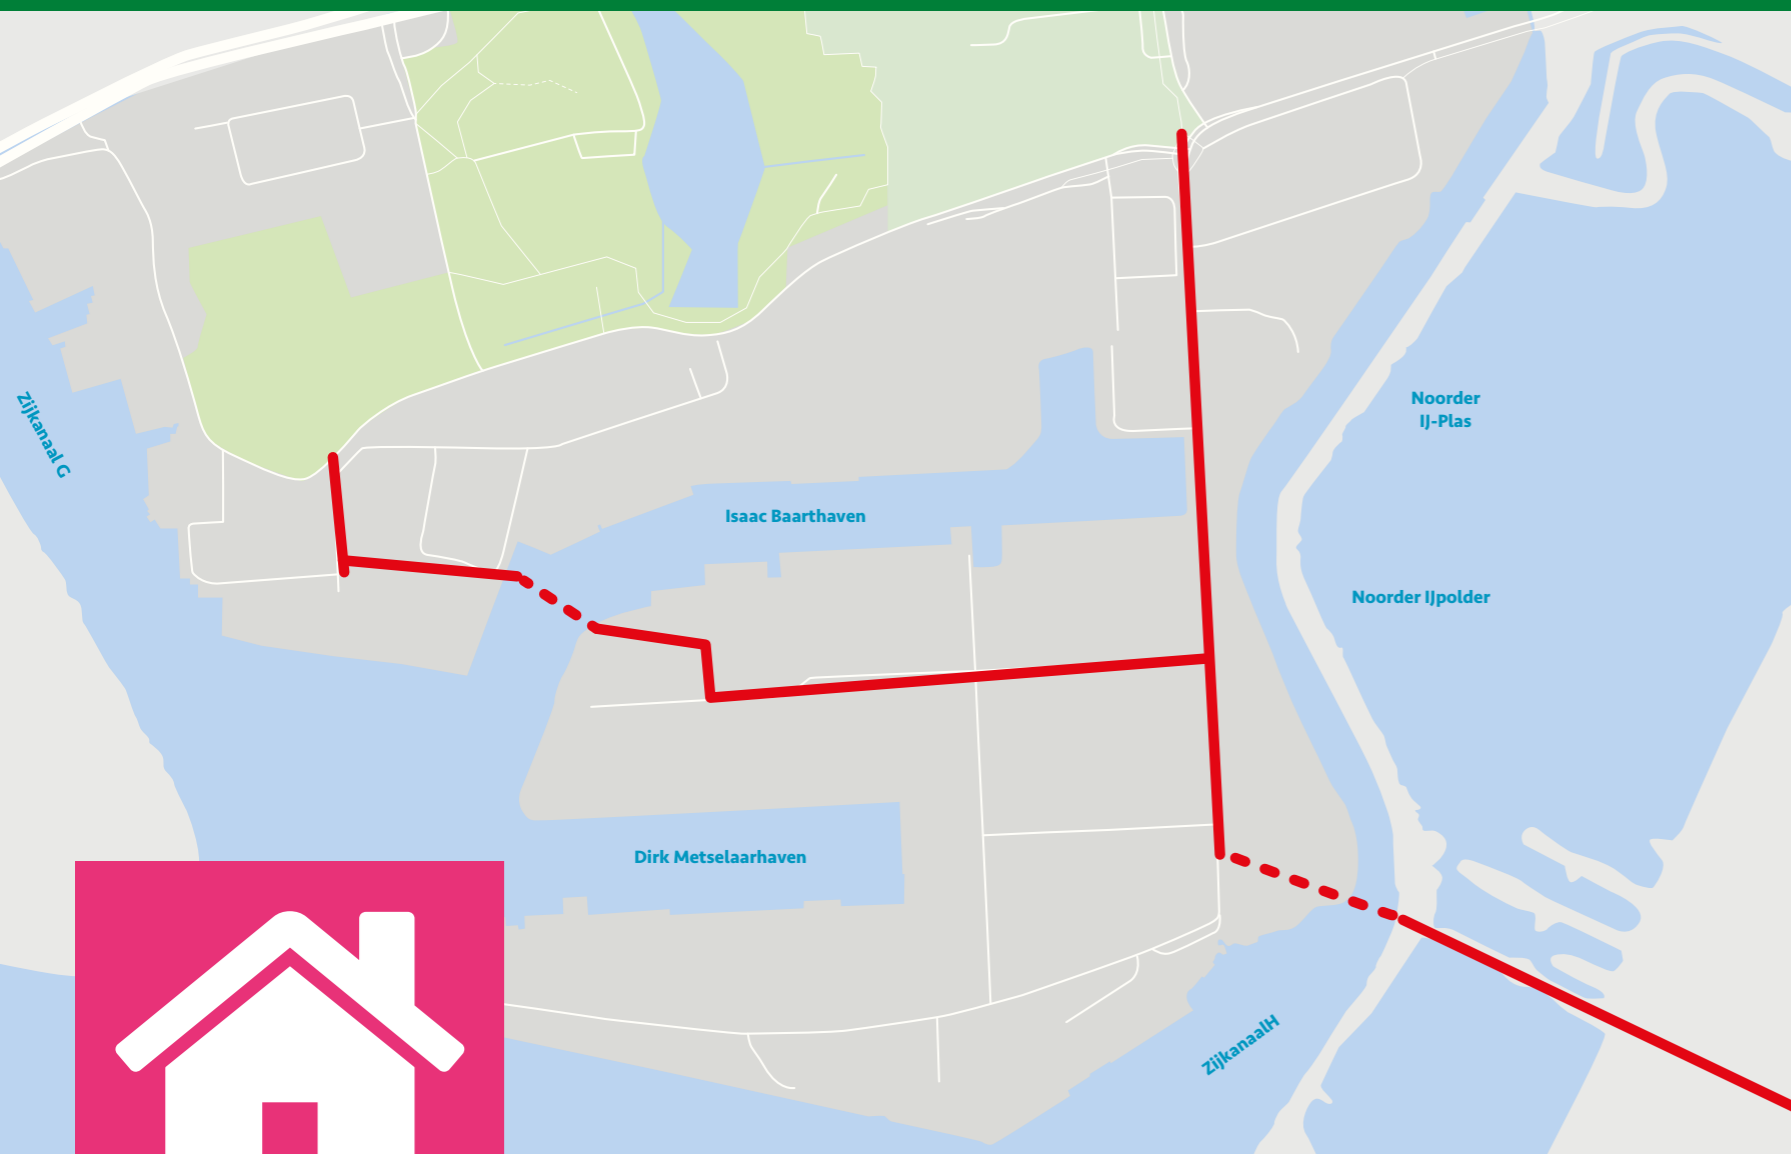 Zijkanaal G
Noorder
IJ-Plas
Isaac Baarthaven
Noorder IJpolder
Dirk Metselaarhaven
ZijkanaalH